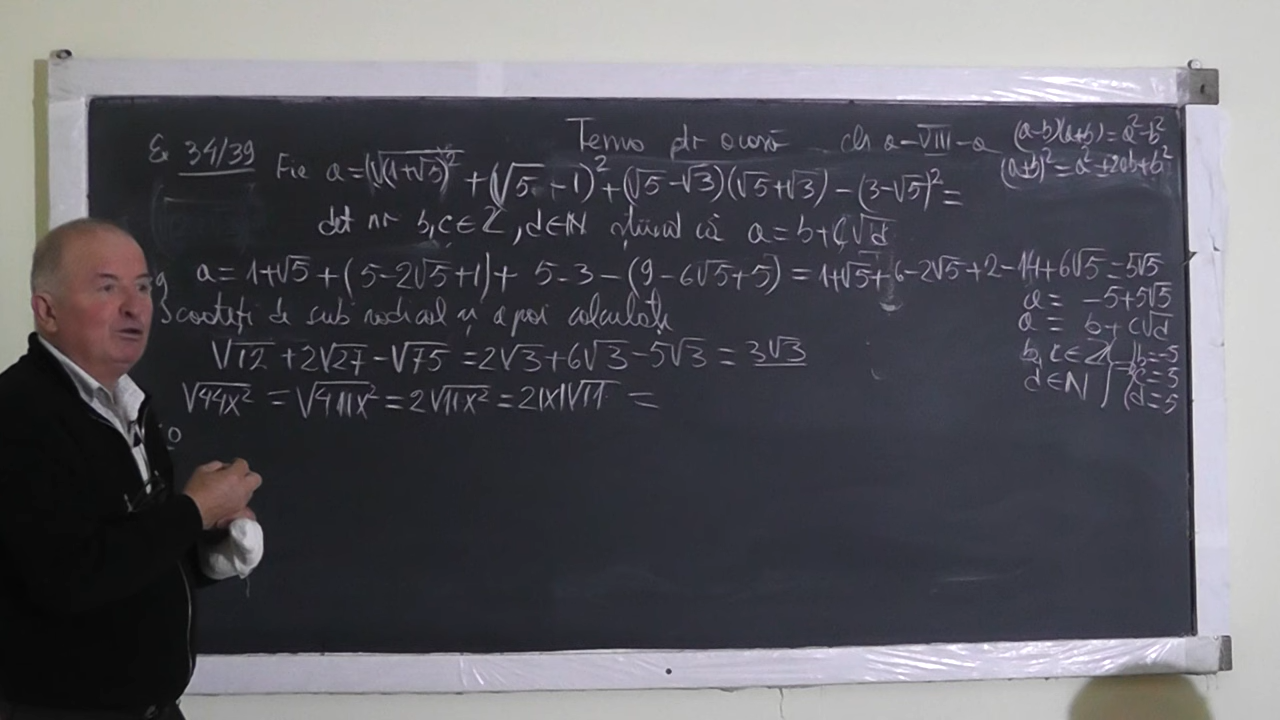 Temă ptr acasă cls a-VIII-a
(a-b)(a+b)=a²-b²
(a±b)²=a²±2ab+b²
Ex 34/39 Fie a=√(1+√5)² +(√5-1)²+(√5-√3)(√5+√3)-(3-√5)²=
det nr b,c∈Z, d∈N știind că a=b+c√d
a=1+√5+(5-2√5+1)+5-3-(9-6√5+5)=1+√5+6-2√5+2-14+6√5=5√5
a= -5+5√5
a= b+c√d
b,c∈Z b=-5
d∈N c=5
d=5
Scoateți de sub radical și apoi calculați
√12+2√27-√75=2√3+6√3-5√3=3√3
√44x² =√4·11x²=2√11x²=2|x|√11 =